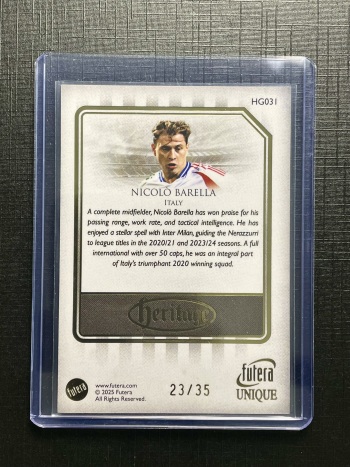 HG031
NICOLÒ BARELLA
ITALY
A complete midfielder, Nicolò Barella has won praise for his
passing range, work rate, and tactical intelligence. He has
enjoyed a stellar spell with Inter Milan, guiding the Nerazzurri
to league titles in the 2020/21 and 2023/24 seasons. A full
international with over 50 caps, he was an integral part
of Italy's triumphant 2020 winning squad.
heritage
futera
www.futera.com
© 2025 Futera
All Rights Reserved.
23/35
futera
UNIQUE